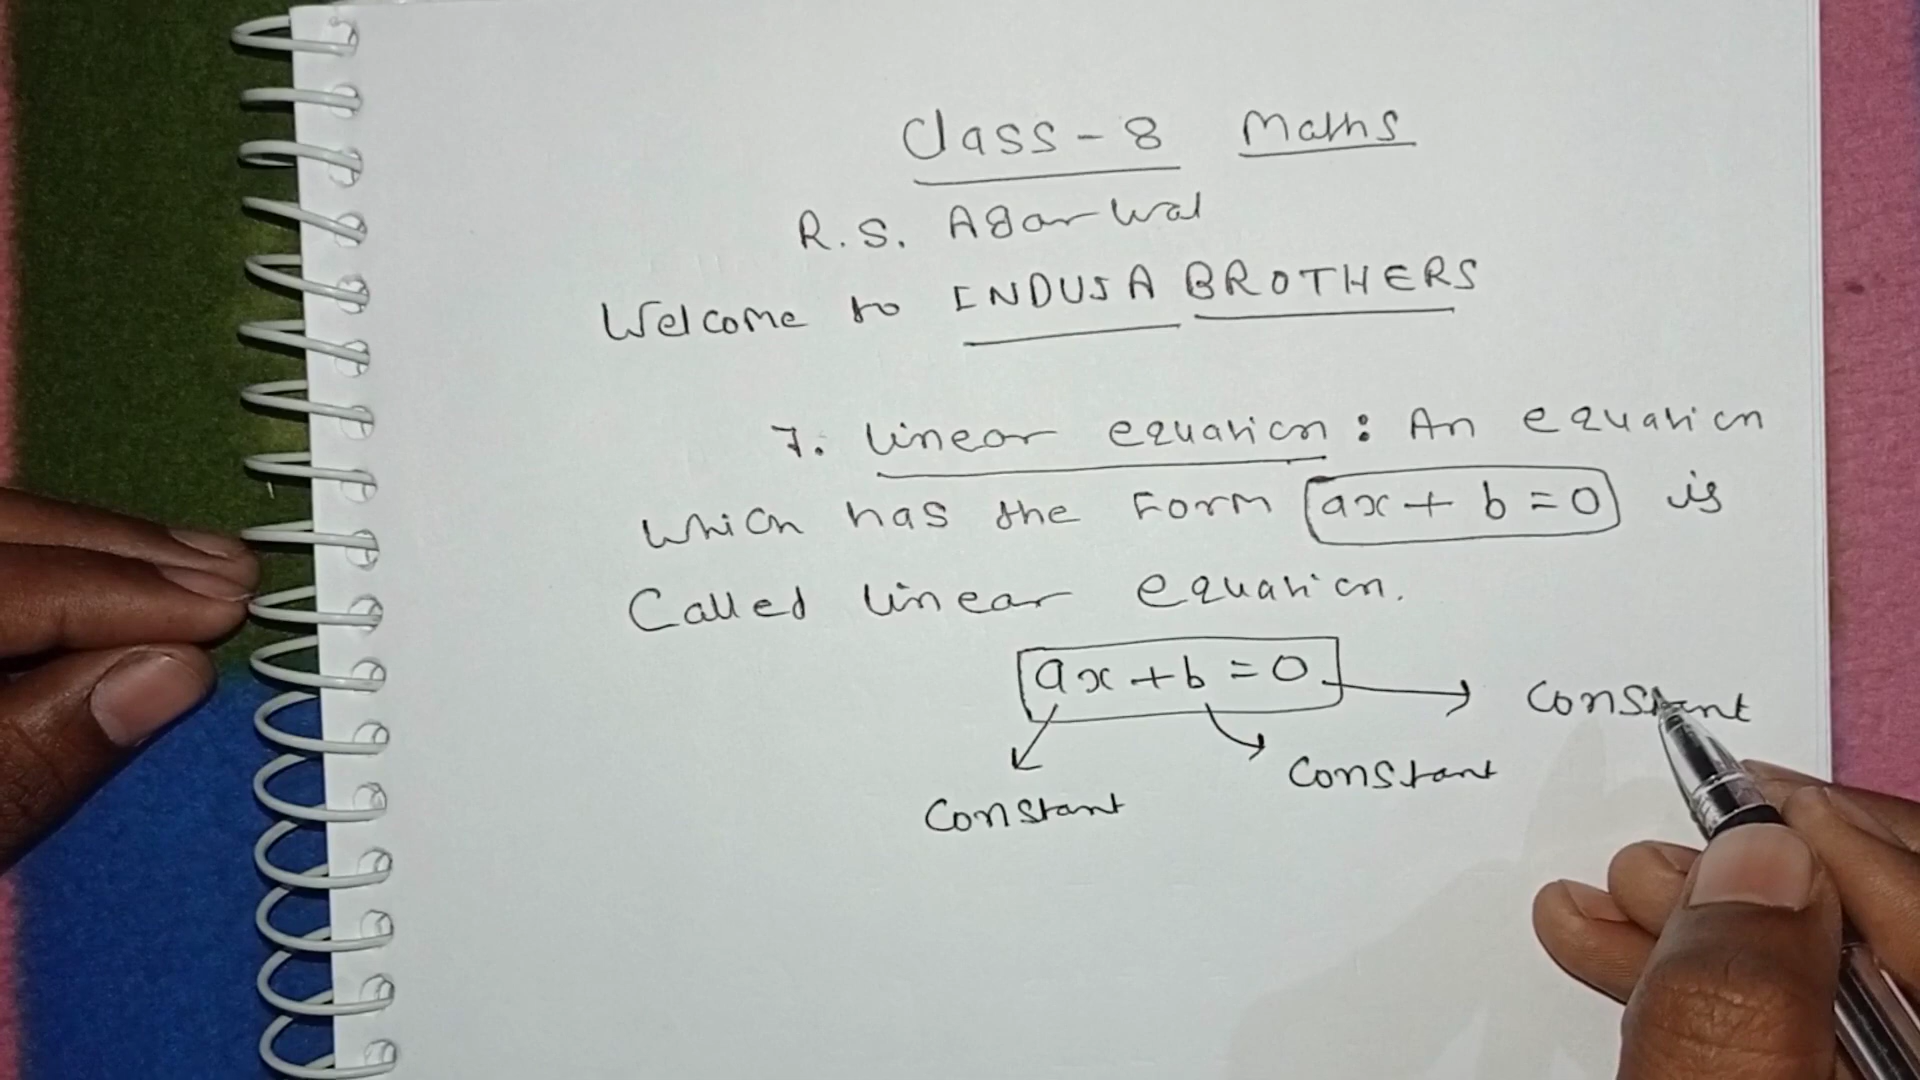 Class-8 Maths
R.S. Agarwal
Welcome to INDUJA BROTHERS
7. linear equation: An equation
which has the Form ax + b = 0 is
Called linear equation.
ax + b = 0 → Constant
Constant
Constant